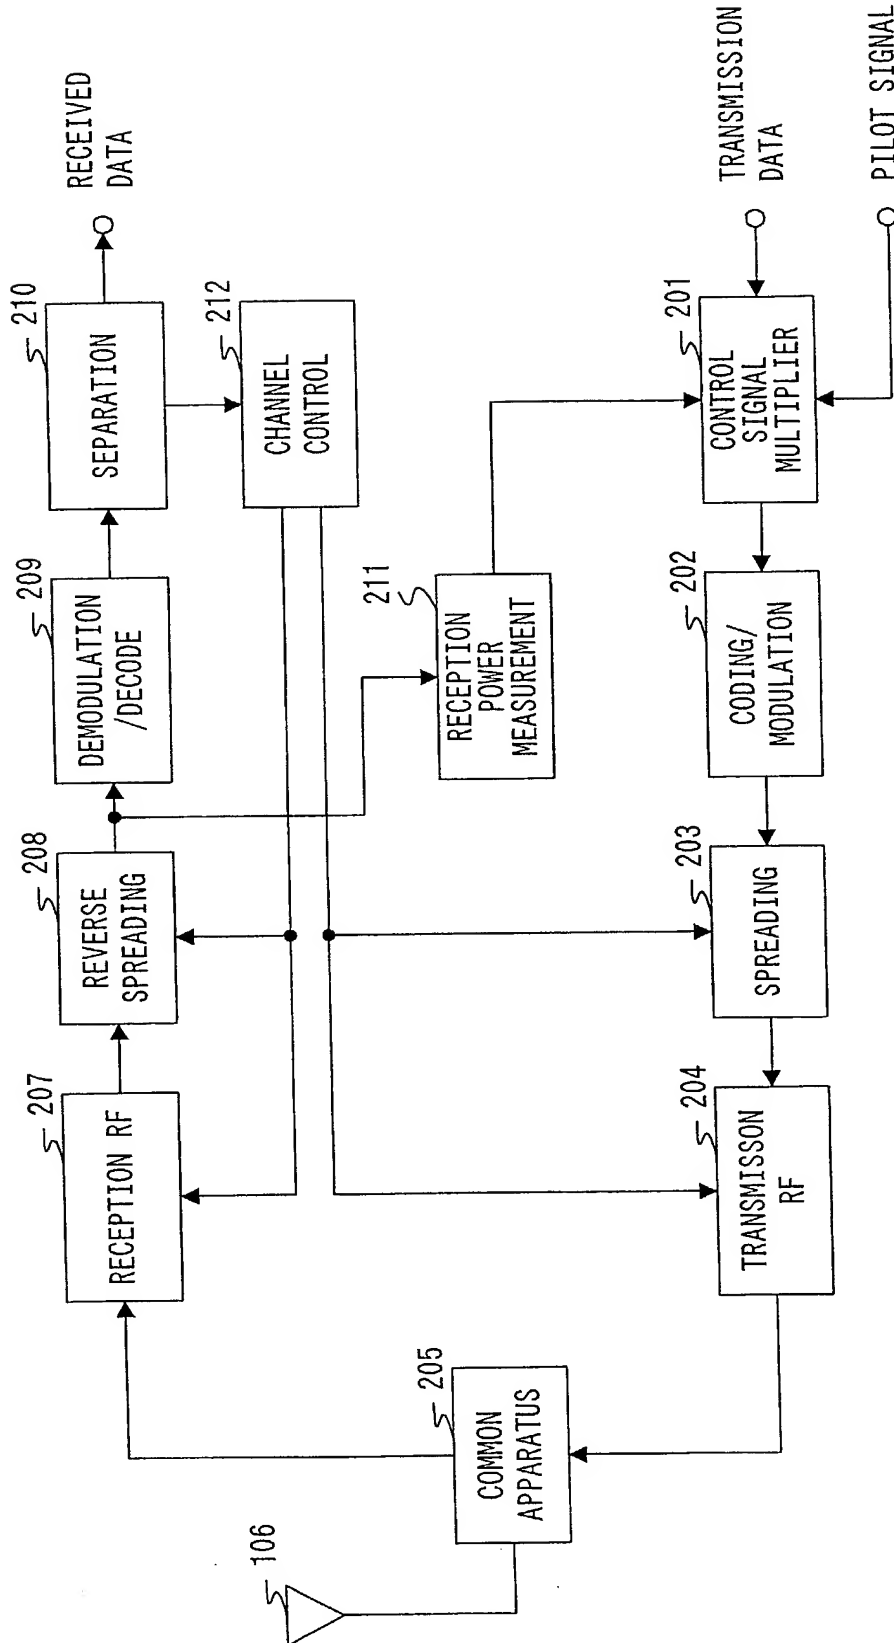 RECEIVED
DATA
210
SEPARATION
212
CHANNEL
CONTROL
209
DEMODULATION
/DECODE
211
RECEPTION
POWER
MEASUREMENT
208
REVERSE
SPREADING
207
RECEPTION RF
TRANSMISSION
DATA
PILOT SIGNAL
201
CONTROL
SIGNAL
MULTIPLIER
202
CODING/
MODULATION
203
SPREADING
204
TRANSMISSON
RF
205
COMMON
APPARATUS
106